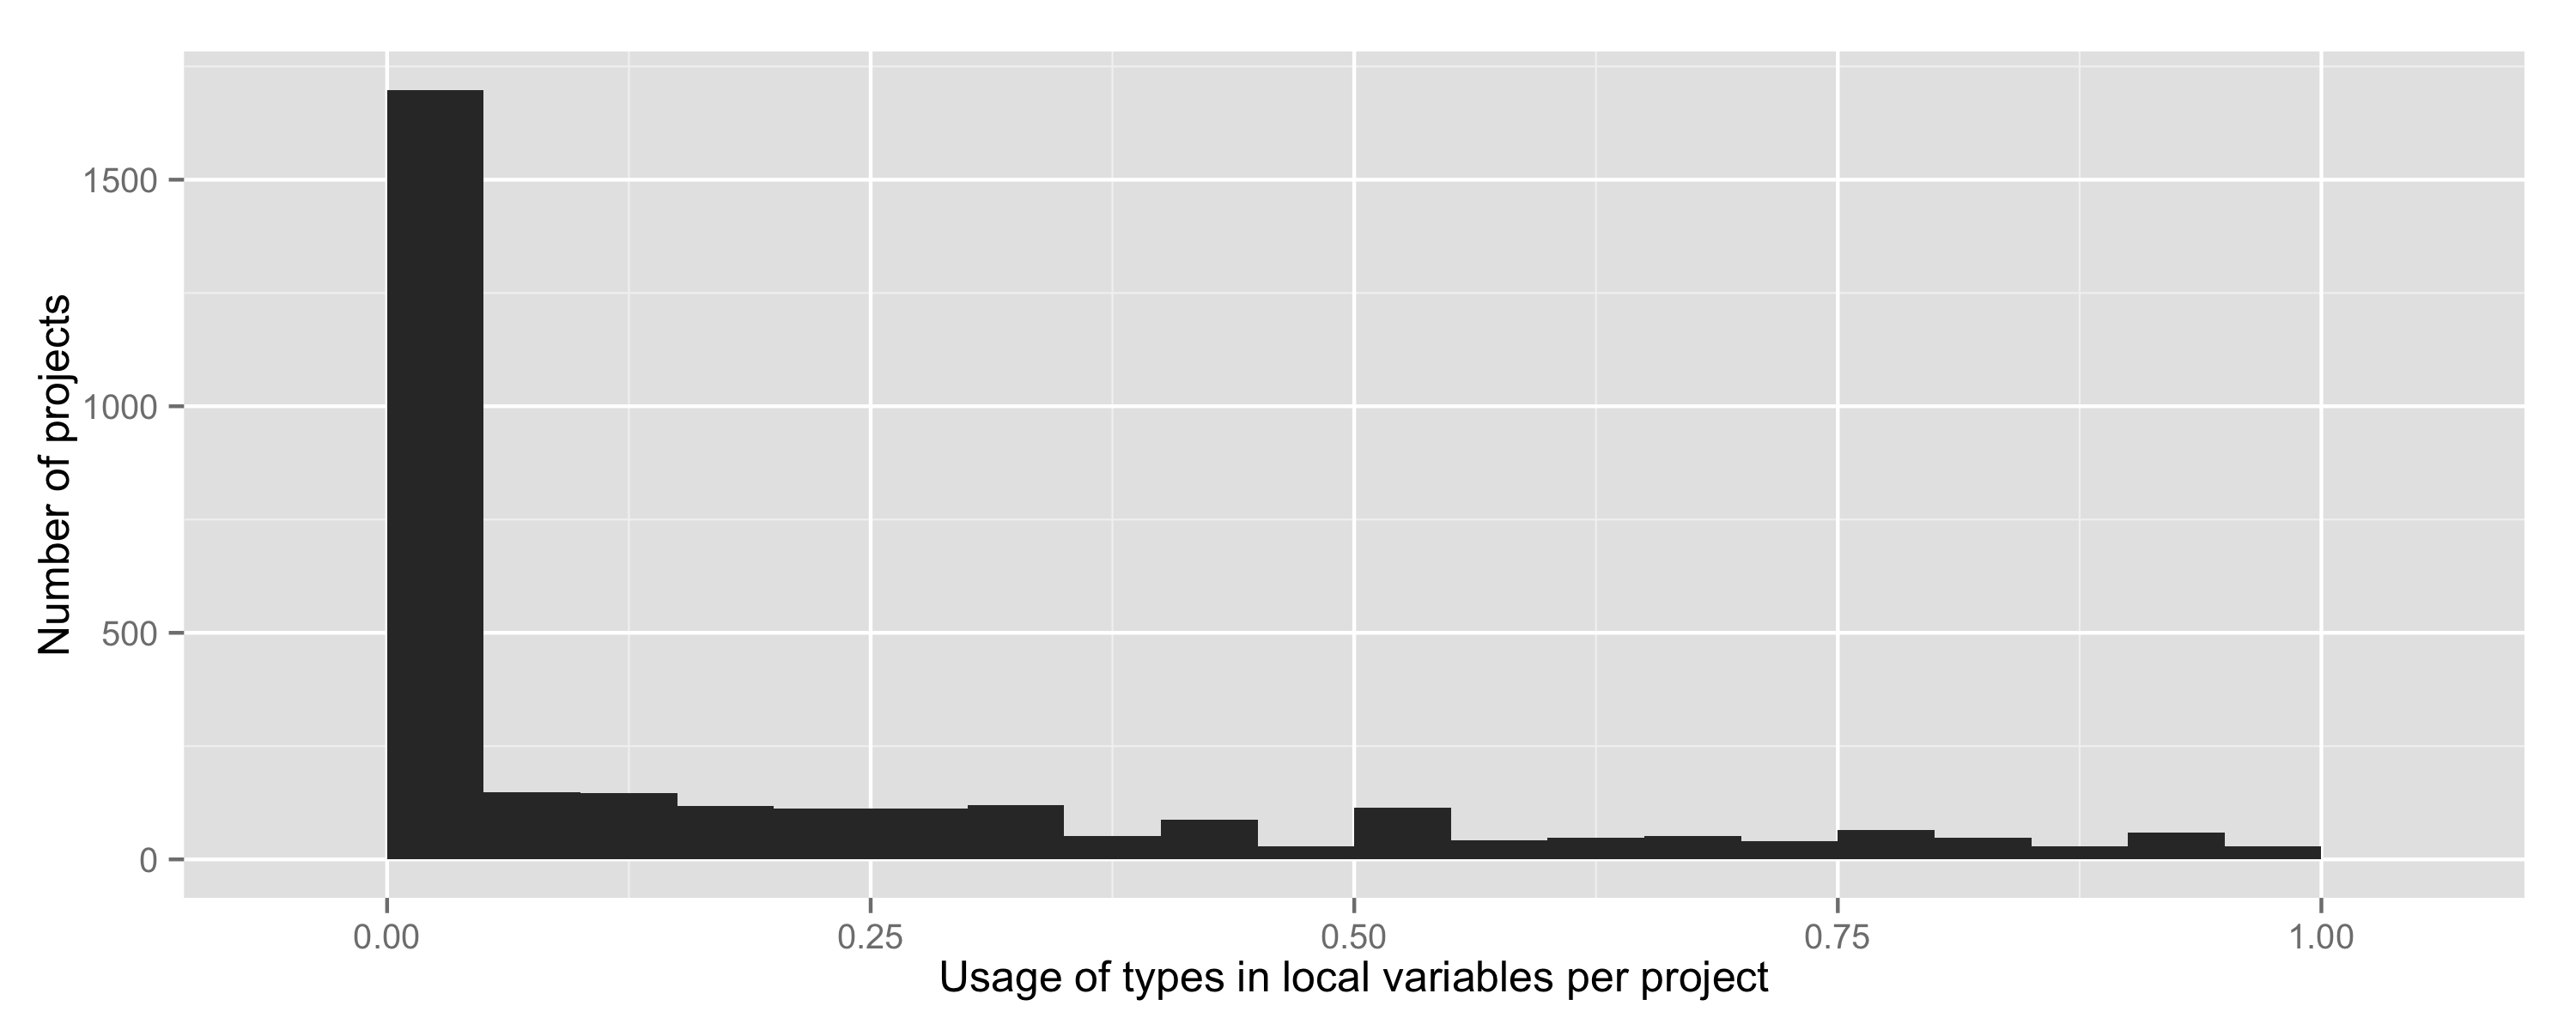 Number of projects
1500
1000
500
0
0.00 0.25 0.50 0.75 1.00
Usage of types in local variables per project